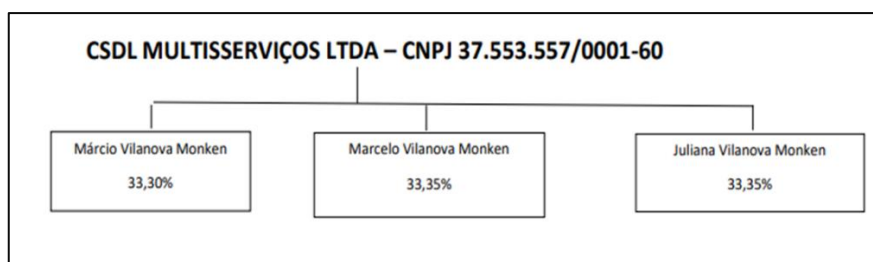 CSDL MULTISSERVIÇOS LTDA – CNPJ 37.553.557/0001-60
Márcio Vilanova Monken
33,30%
Marcelo Vilanova Monken
33,35%
Juliana Vilanova Monken
33,35%